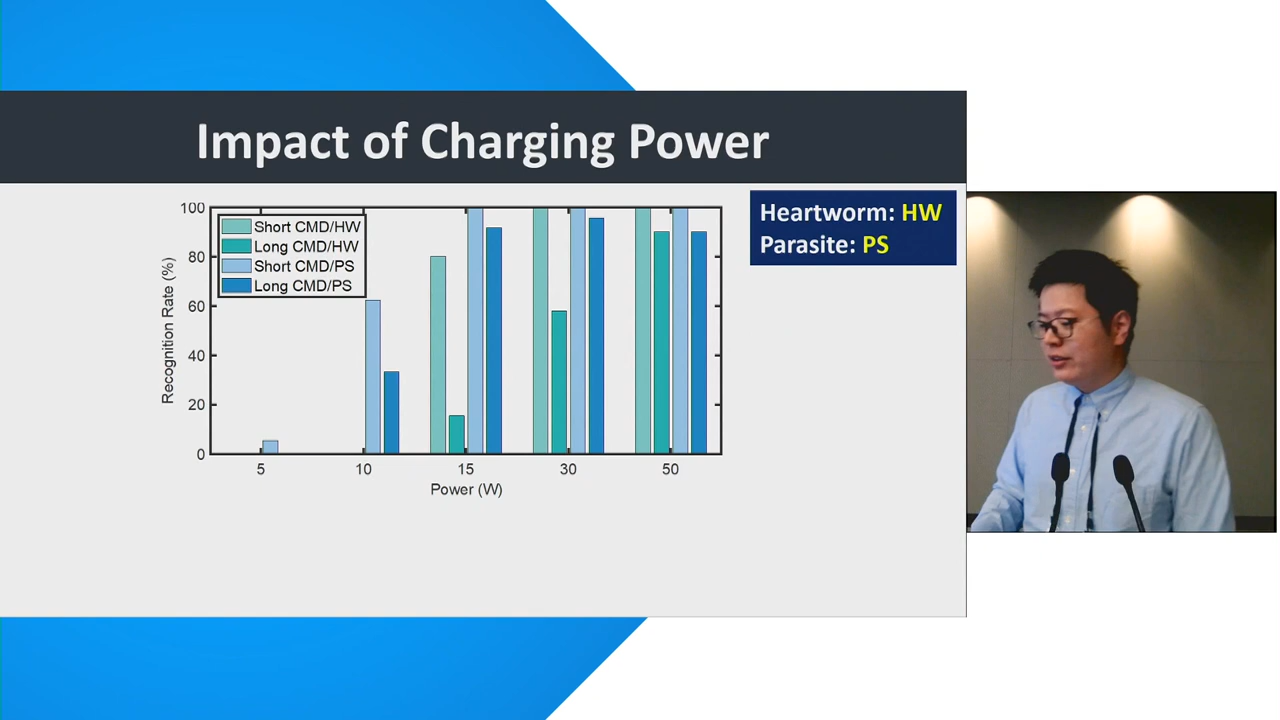 Impact of Charging Power
100
80
60
40
20
0
Recognition Rate (%)
Short CMD/HW
Long CMD/HW
Short CMD/PS
Long CMD/PS
5 10 15 30 50
Power (W)
Heartworm: HW
Parasite: PS